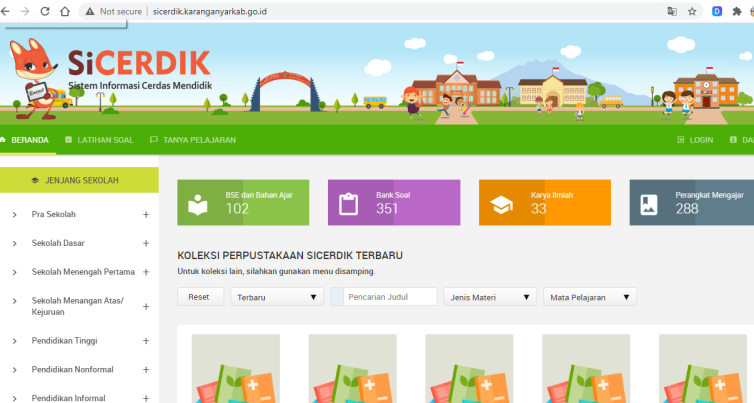 Not secure
sicerdik.karanganyarkab.go.id
SiCERDIK
Sistem Informasi Cerdas Mendidik
BERANDA
LATIHAN SOAL
TANYA PELAJARAN
LOGIN
JENJANG SEKOLAH
Pra Sekolah
Sekolah Dasar
Sekolah Menengah Pertama
Sekolah Menangan Atas/
Kejuruan
Pendidikan Tinggi
Pendidikan Nonformal
Pendidikan Informal
BSE dan Bahan Ajar
102
Bank Soal
351
Karya Ilmiah
33
Perangkat Mengajar
288
KOLEKSI PERPUSTAKAAN SICERDIK TERBARU
Untuk koleksi lain, silahkan gunakan menu disamping.
Reset
Terbaru
Pencarian Judul
Jenis Materi
Mata Pelajaran